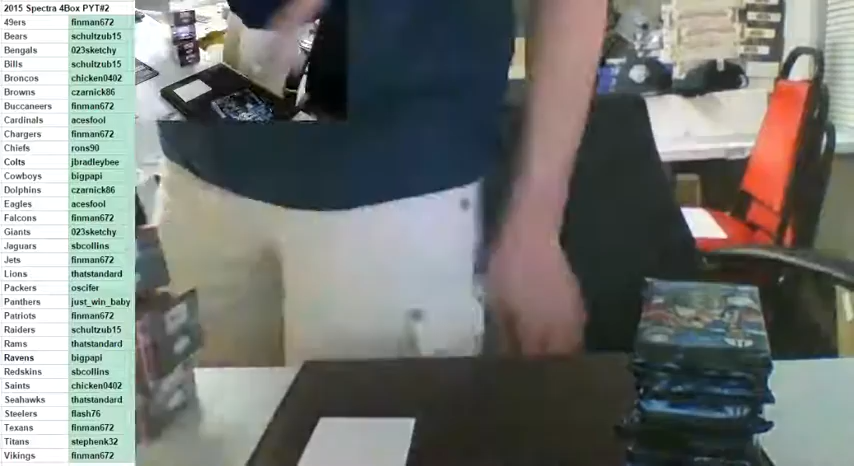 2015 Spectra 4Box PYT#2
49ers finman672
Bears schultzub15
Bengals 023sketchy
Bills schultzub15
Broncos chicken0402
Browns czarnick86
Buccaneers finman672
Cardinals acesfool
Chargers finman672
Chiefs rons90
Colts jbradleybee
Cowboys bigpapi
Dolphins czarnick86
Eagles acesfool
Falcons finman672
Giants 023sketchy
Jaguars sbcollins
Jets finman672
Lions thatstandard
Packers oscifer
Panthers just_win_baby
Patriots finman672
Raiders schultzub15
Rams thatstandard
Ravens bigpapi
Redskins sbcollins
Saints chicken0402
Seahawks thatstandard
Steelers flash76
Texans finman672
Titans stephenk32
Vikings finman672